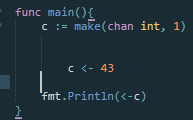 func main(){
c := make(chan int, 1)
c <- 43
fmt.Println(<-c)
}